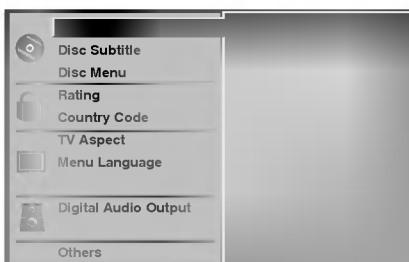 Disc Subtitle
Disc Menu
Rating
Country Code
TV Aspect
Menu Language
Digital Audio Output
Others